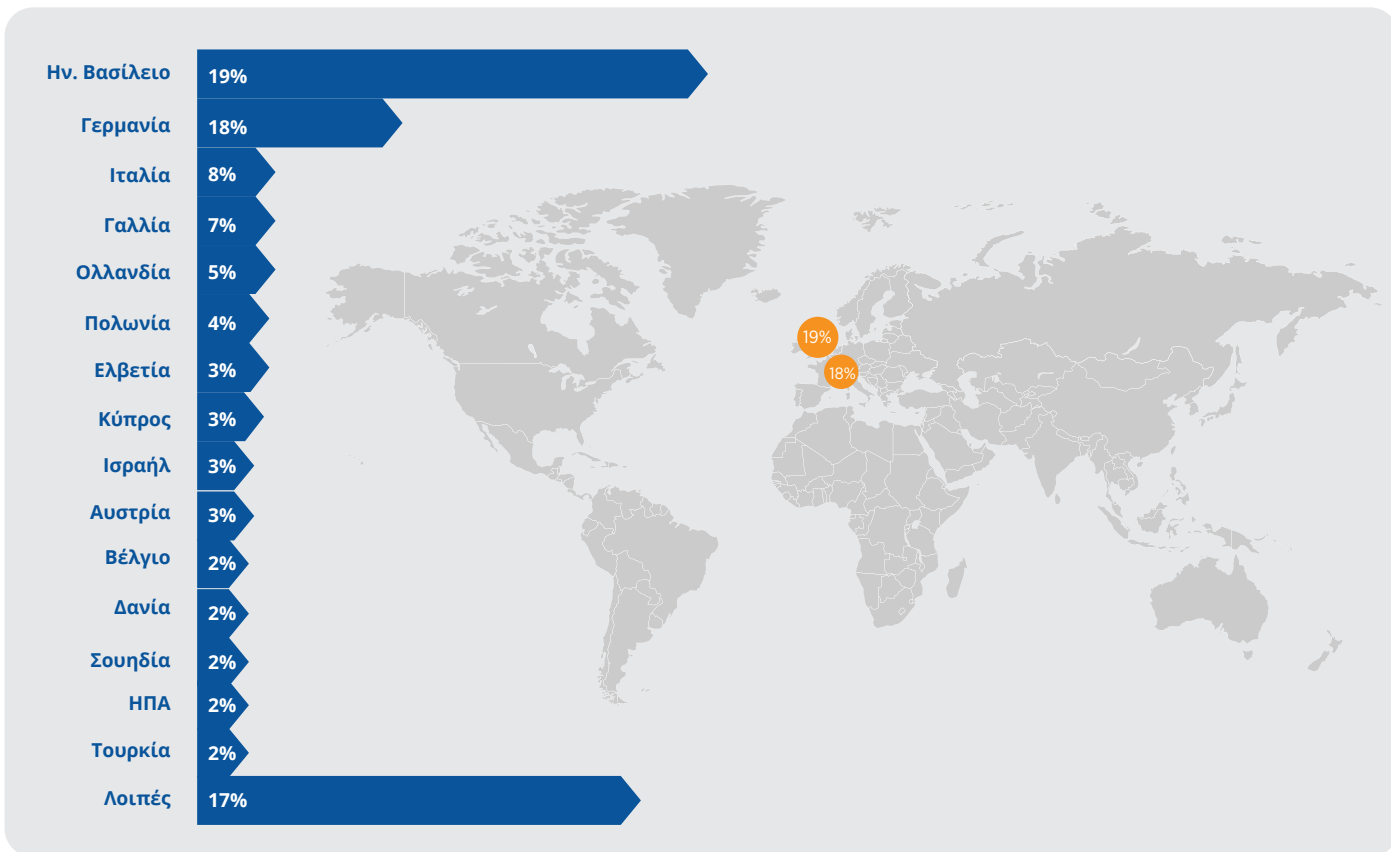 Ην. Βασίλειο 19%
Γερμανία 18%
Ιταλία 8%
Γαλλία 7%
Ολλανδία 5%
Πολωνία 4%
Ελβετία 3%
Κύπρος 3%
Ισραήλ 3%
Αυστρία 3%
Βέλγιο 2%
Δανία 2%
Σουηδία 2%
ΗΠΑ 2%
Τουρκία 2%
Λοιπές 17%
19%
18%